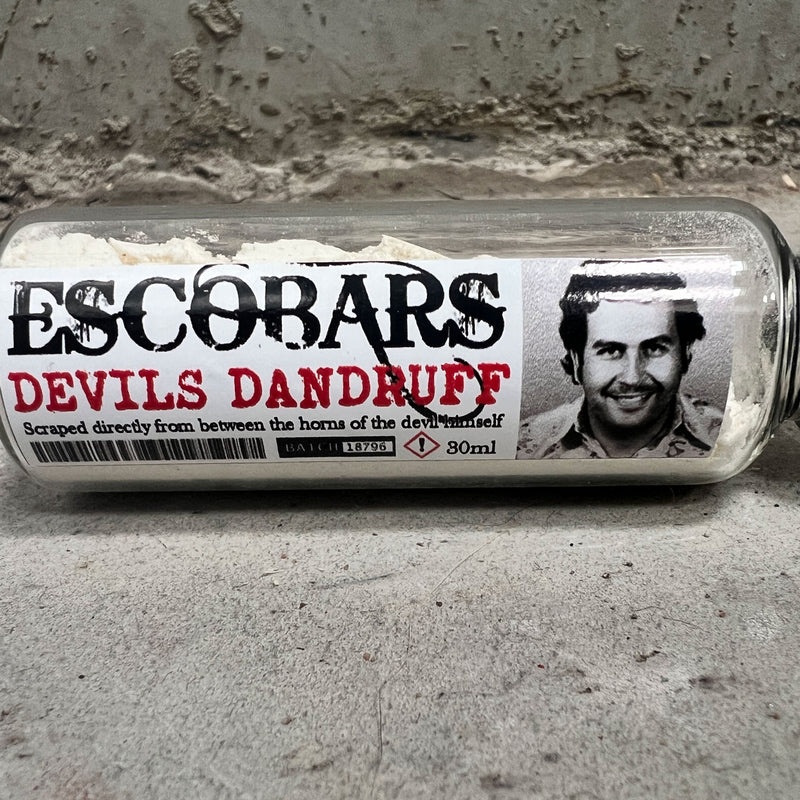 ESCOBARS
DEVILS DANDRUFF
Scraped directly from between the horns of the devil himself
BATCH 18796 ! 30ml